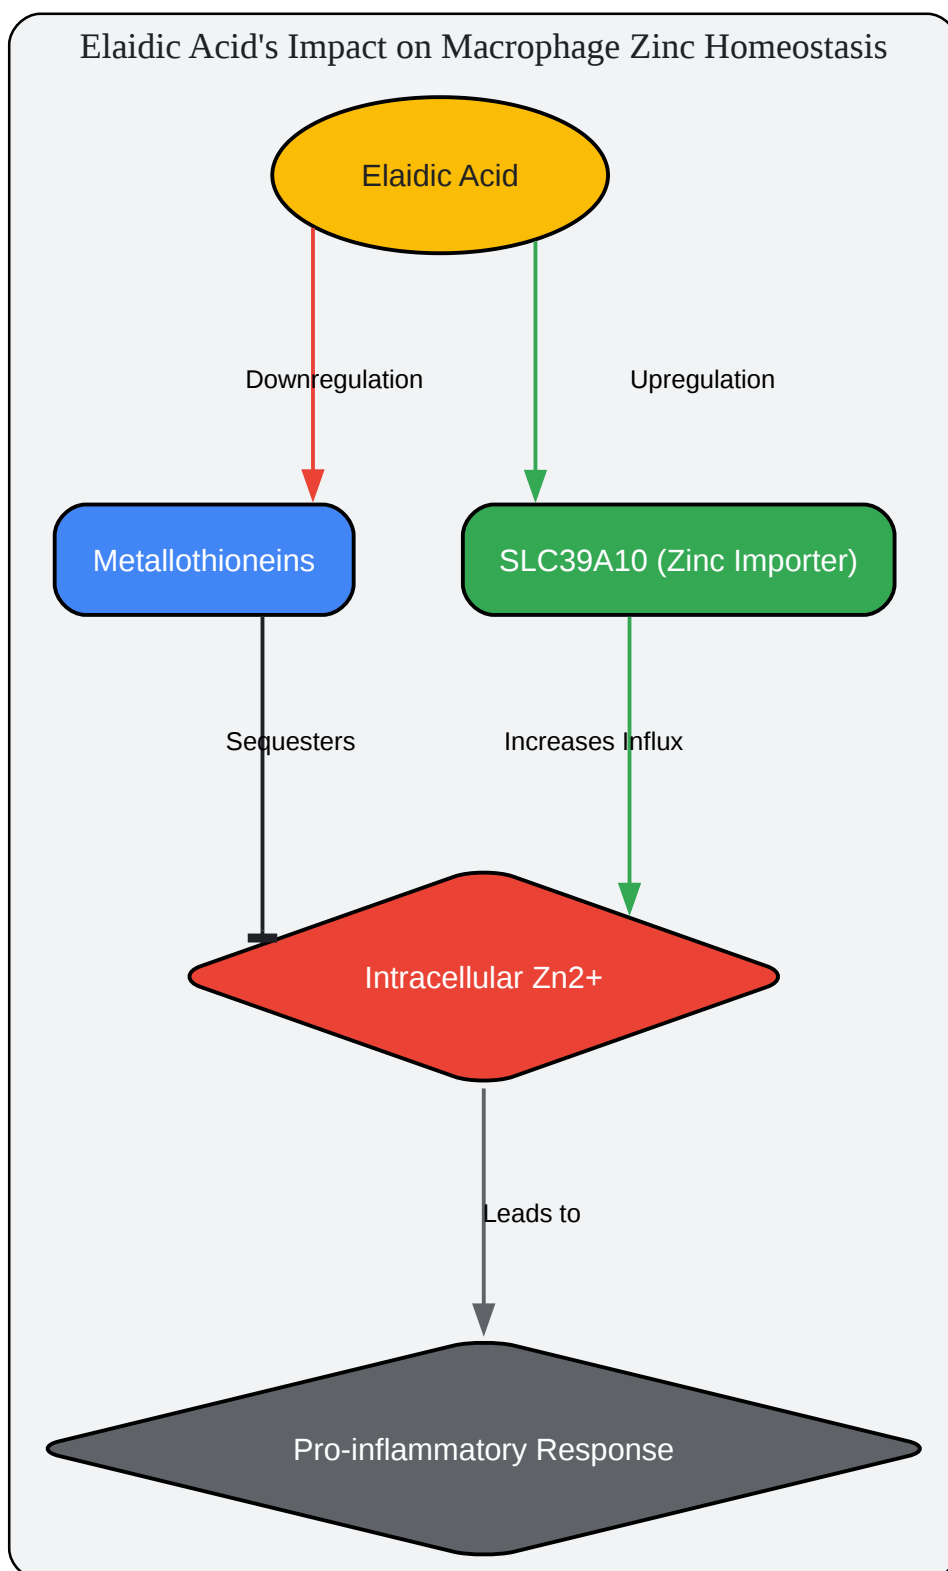 Elaidic Acid's Impact on Macrophage Zinc Homeostasis
Elaidic Acid
Downregulation
Upregulation
Metallothioneins
SLC39A10 (Zinc Importer)
Sequesters
Increases Influx
Intracellular Zn2+
Leads to
Pro-inflammatory Response